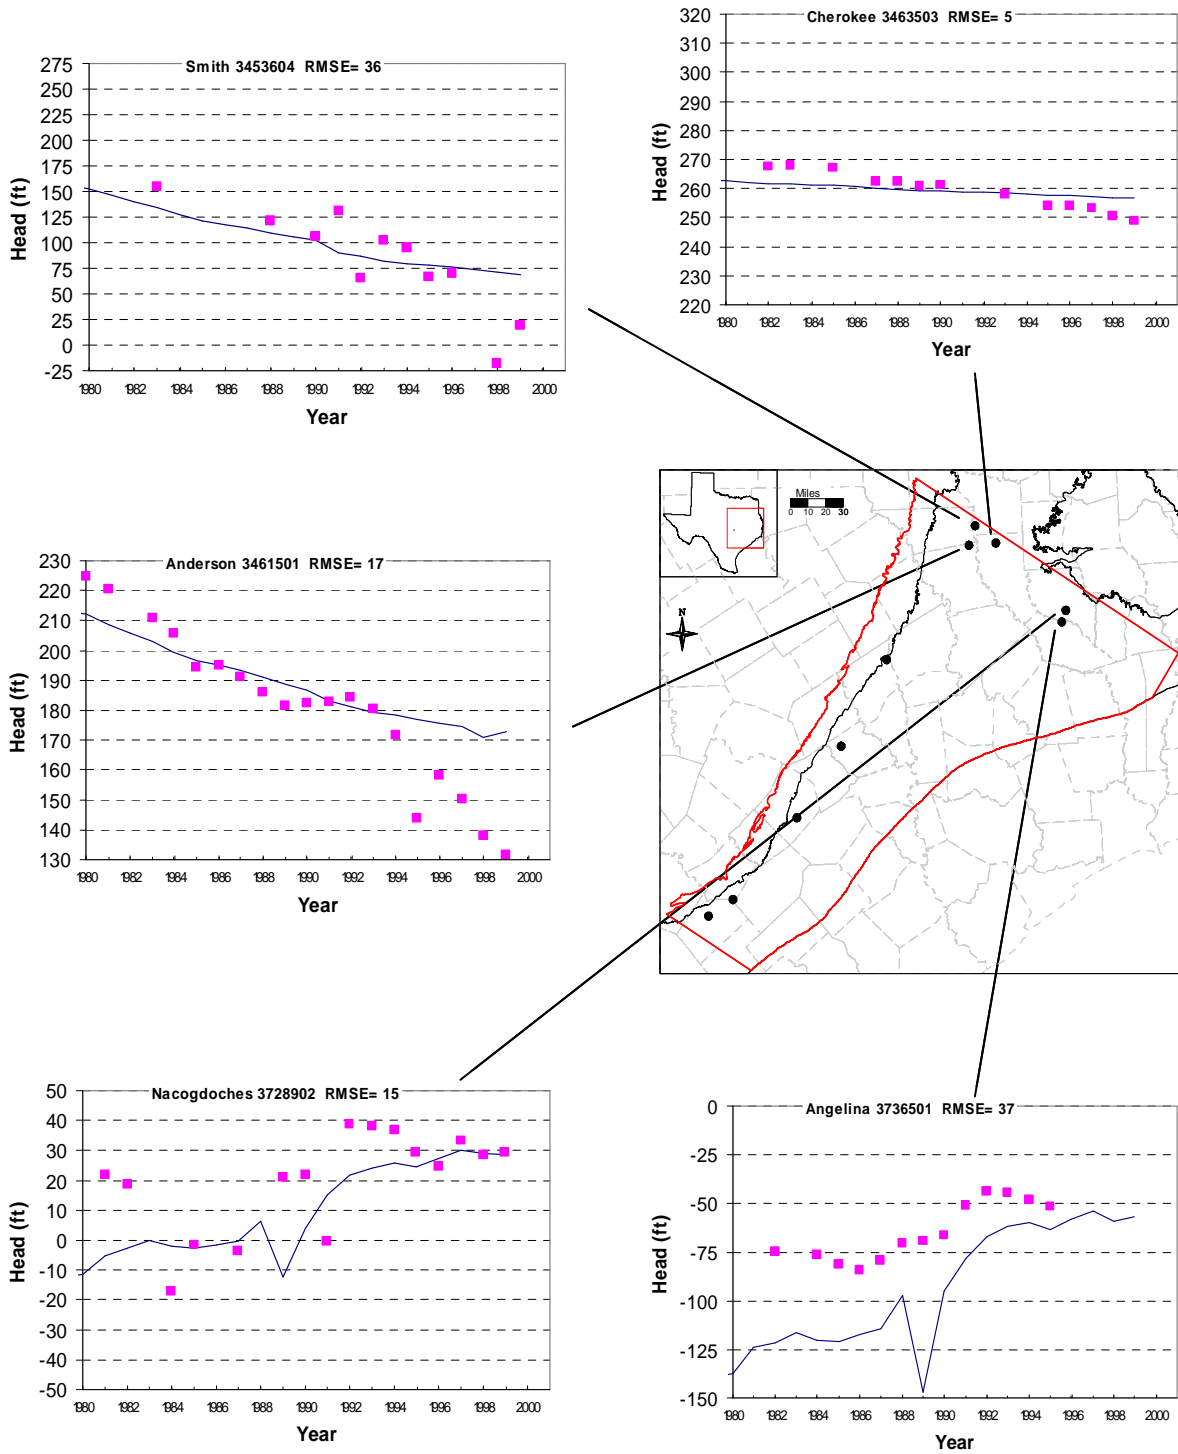 Cherokee 3463503 RMSE= 5
320
310
300
290
280
270
260
250
240
230
220
Head (ft)
1980 1982 1984 1986 1988 1990 1992 1994 1996 1998 2000
Year
Smith 3453604 RMSE= 36
275
250
225
200
175
150
125
100
75
50
25
0
-25
Head (ft)
1980 1982 1984 1986 1988 1990 1992 1994 1996 1998 2000
Year
Miles
0 10 20 30
N
Anderson 3461501 RMSE= 17
230
220
210
200
190
180
170
160
150
140
130
Head (ft)
1980 1982 1984 1986 1988 1990 1992 1994 1996 1998 2000
Year
Nacogdoches 3728902 RMSE= 15
50
40
30
20
10
0
-10
-20
-30
-40
-50
Head (ft)
1980 1982 1984 1986 1988 1990 1992 1994 1996 1998 2000
Year
Angelina 3736501 RMSE= 37
0
-25
-50
-75
-100
-125
-150
Head (ft)
1980 1982 1984 1986 1988 1990 1992 1994 1996 1998 2000
Year